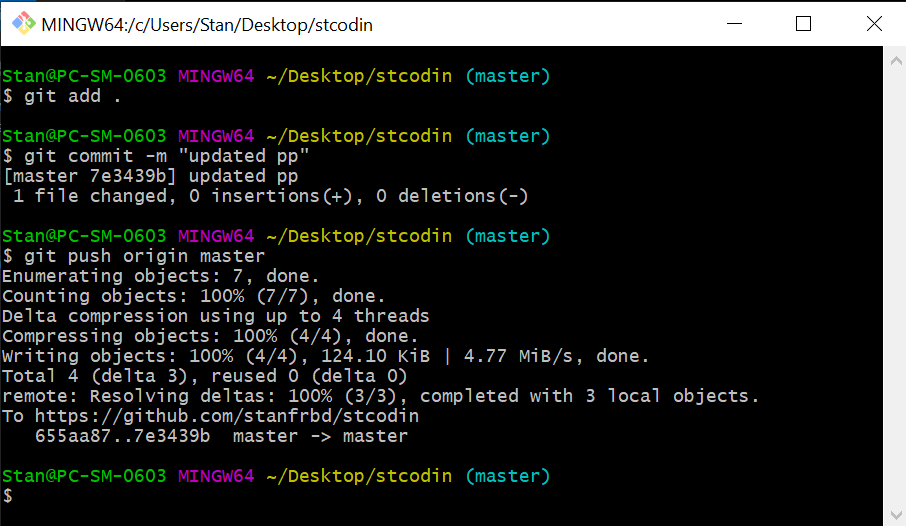 MINGW64:/c/Users/Stan/Desktop/stcodin
Stan@PC-SM-0603 MINGW64 ~/Desktop/stcodin (master)
$ git add .
Stan@PC-SM-0603 MINGW64 ~/Desktop/stcodin (master)
$ git commit -m "updated pp"
[master 7e3439b] updated pp
 1 file changed, 0 insertions(+), 0 deletions(-)
Stan@PC-SM-0603 MINGW64 ~/Desktop/stcodin (master)
$ git push origin master
Enumerating objects: 7, done.
Counting objects: 100% (7/7), done.
Delta compression using up to 4 threads
Compressing objects: 100% (4/4), done.
Writing objects: 100% (4/4), 124.10 KiB | 4.77 MiB/s, done.
Total 4 (delta 3), reused 0 (delta 0)
remote: Resolving deltas: 100% (3/3), completed with 3 local objects.
To https://github.com/stanfrbd/stcodin
   655aa87..7e3439b  master -> master
Stan@PC-SM-0603 MINGW64 ~/Desktop/stcodin (master)
$